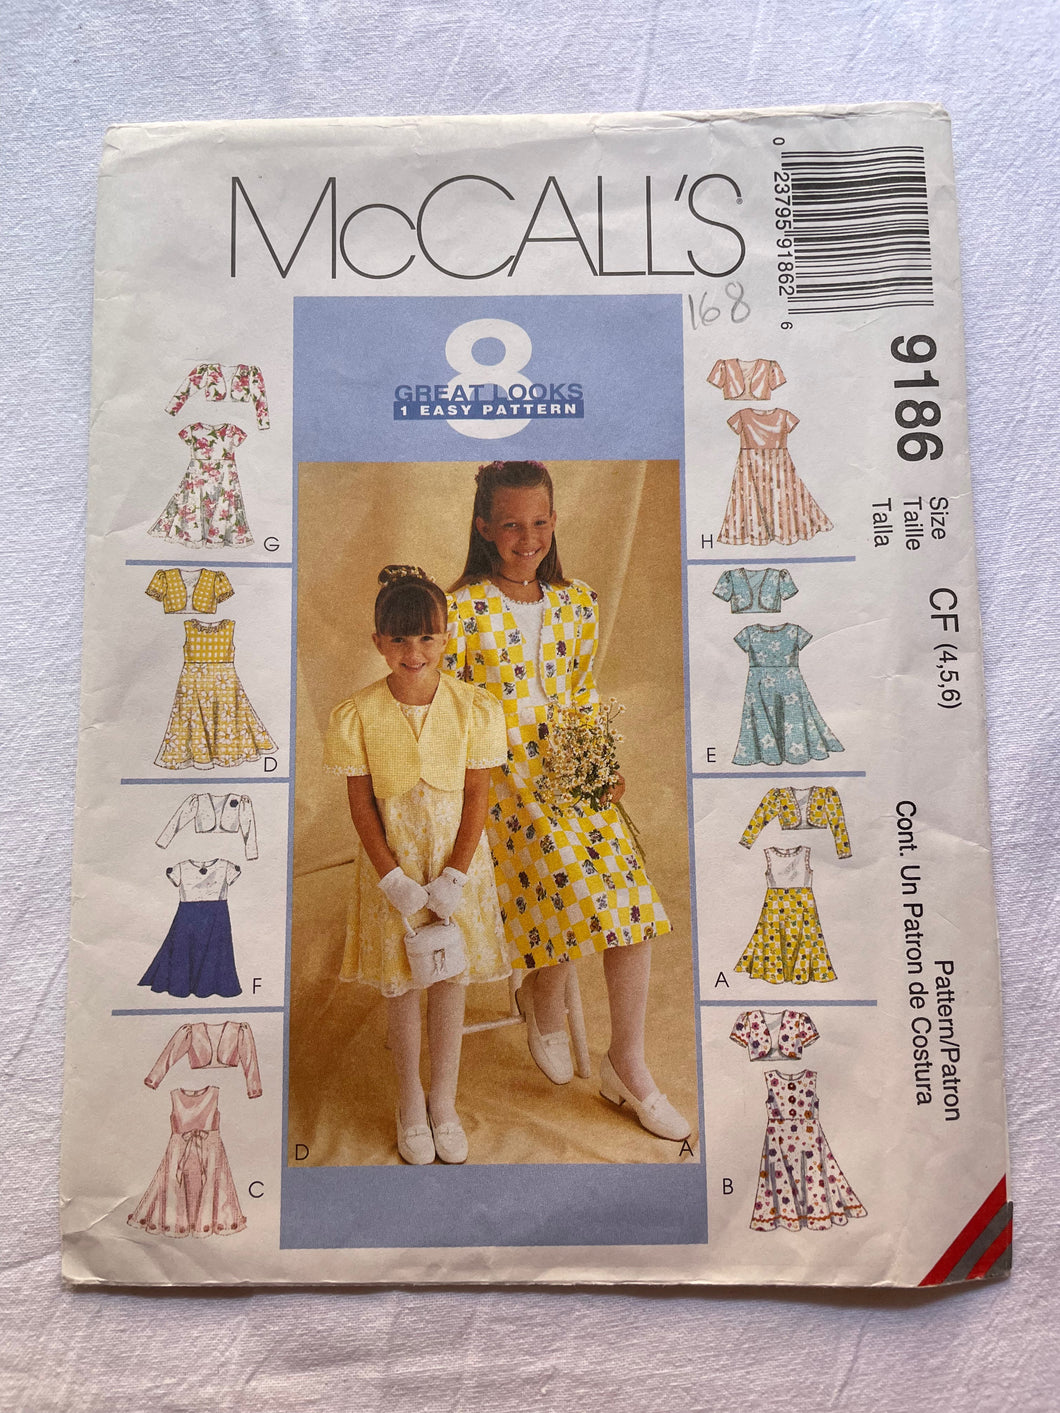 McCALL'S
168
0 23795 91862 6
9186
Size CF (4,5,6)
Taille
Talla
Pattern/Patron
Cont. Un Patron de Costura
8
GREAT LOOKS
1 EASY PATTERN
G
H
D
E
F
A
C
B
D
A